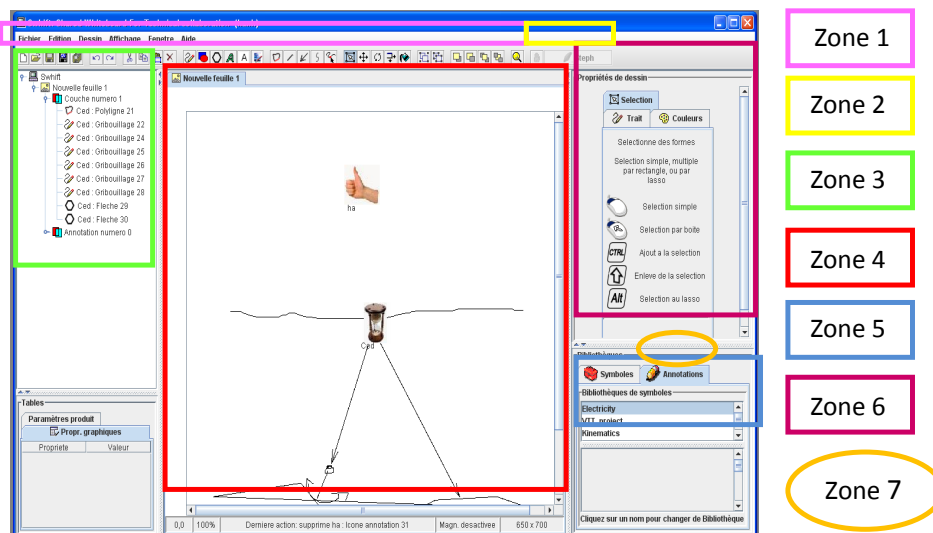 Fichier Edition Dessin Affichage Fenetre Aide
Steph
Swhift
Nouvelle feuille 1
Couche numero 1
Ced : Polyligne 21
Ced : Gribouillage 22
Ced : Gribouillage 24
Ced : Gribouillage 25
Ced : Gribouillage 26
Ced : Gribouillage 27
Ced : Gribouillage 28
Ced : Fleche 29
Ced : Fleche 30
Annotation numero 0
Tables
Paramètres produit
Propr. graphiques
Propriete Valeur
Nouvelle feuille 1
ha
Ced
0,0 100% Derniere action: supprime ha : Icone annotation 31 Magn. desactivee 650 x 700
Propriétés de dessin
Selection
Trait Couleurs
Selectionne des formes
Selection simple, multiple
par rectangle, ou par
lasso
Selection simple
Selection par boite
CTRL Ajout a la selection
Enleve de la selection
Alt Selection au lasso
Bibliothèques
Symboles Annotations
Bibliothèques de symboles
Electricity
VTT_project
Kinematics
Cliquez sur un nom pour changer de Bibliothèque
Zone 1
Zone 2
Zone 3
Zone 4
Zone 5
Zone 6
Zone 7